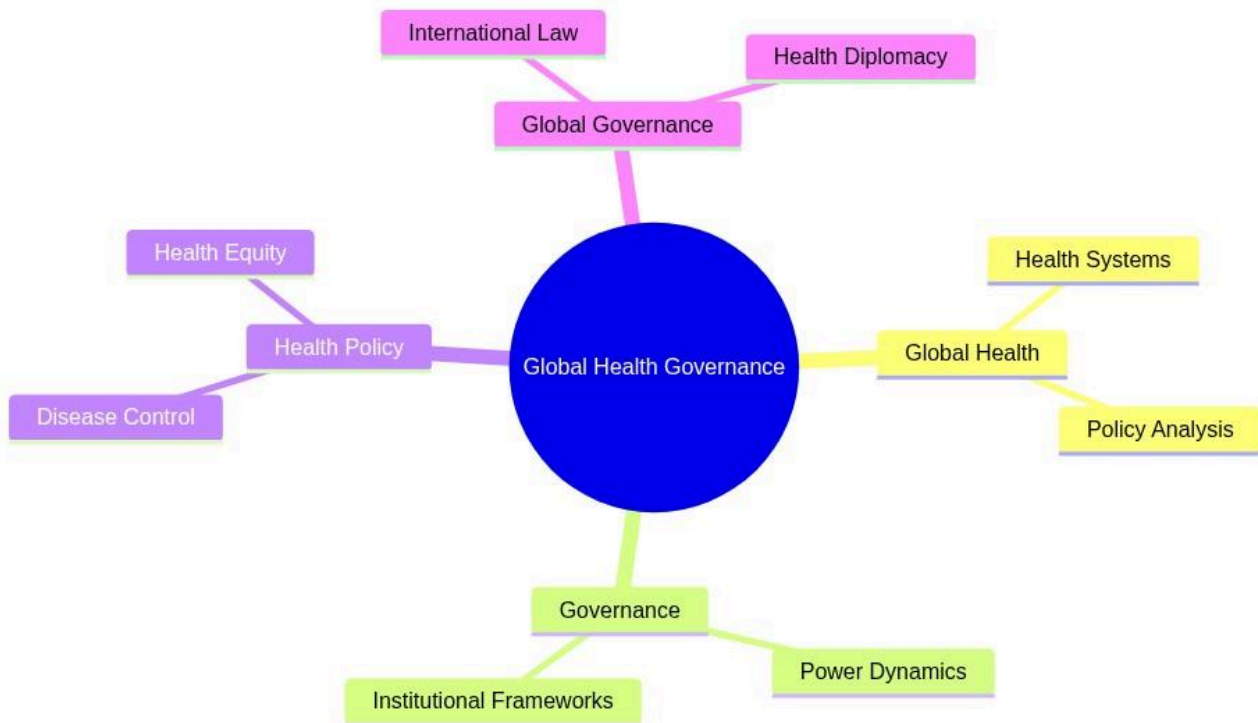 International Law
Health Diplomacy
Global Governance
Health Equity
Health Systems
Health Policy
Global Health
Global Health Governance
Disease Control
Policy Analysis
Governance
Power Dynamics
Institutional Frameworks